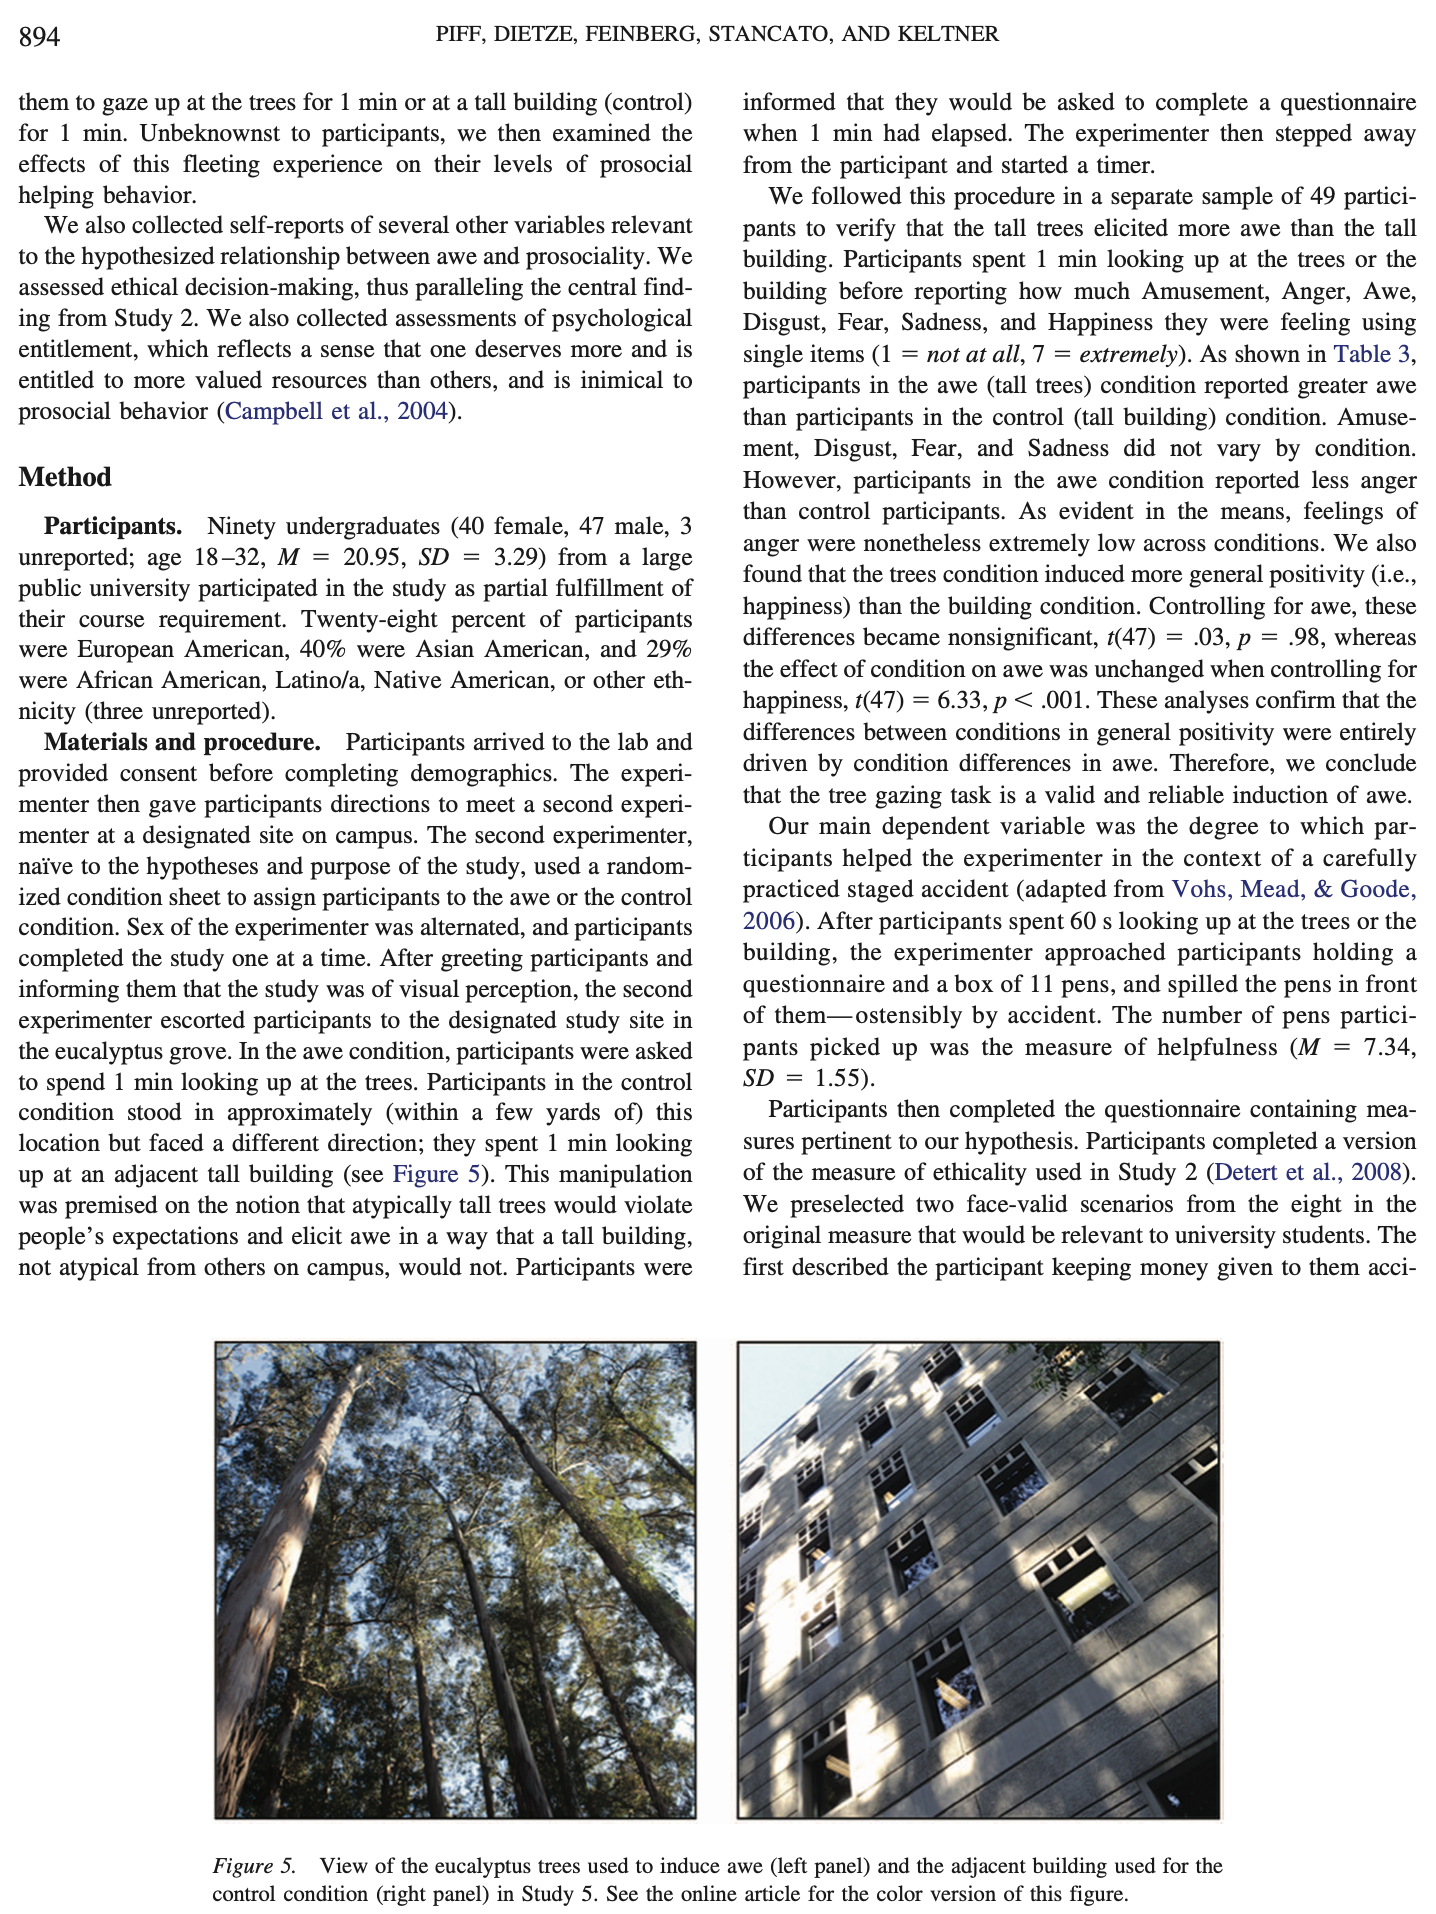 894
PIFF, DIETZE, FEINBERG, STANCATO, AND KELTNER
them to gaze up at the trees for 1 min or at a tall building (control)
for 1 min. Unbeknownst to participants, we then examined the
effects of this fleeting experience on their levels of prosocial
helping behavior.
We also collected self-reports of several other variables relevant
to the hypothesized relationship between awe and prosociality. We
assessed ethical decision-making, thus paralleling the central find-
ing from Study 2. We also collected assessments of psychological
entitlement, which reflects a sense that one deserves more and is
entitled to more valued resources than others, and is inimical to
prosocial behavior (Campbell et al., 2004).
Method
Participants. Ninety undergraduates (40 female, 47 male, 3
unreported; age 18–32, M = 20.95, SD = 3.29) from a large
public university participated in the study as partial fulfillment of
their course requirement. Twenty-eight percent of participants
were European American, 40% were Asian American, and 29%
were African American, Latino/a, Native American, or other eth-
nicity (three unreported).
Materials and procedure. Participants arrived to the lab and
provided consent before completing demographics. The experi-
menter then gave participants directions to meet a second experi-
menter at a designated site on campus. The second experimenter,
naïve to the hypotheses and purpose of the study, used a random-
ized condition sheet to assign participants to the awe or the control
condition. Sex of the experimenter was alternated, and participants
completed the study one at a time. After greeting participants and
informing them that the study was of visual perception, the second
experimenter escorted participants to the designated study site in
the eucalyptus grove. In the awe condition, participants were asked
to spend 1 min looking up at the trees. Participants in the control
condition stood in approximately (within a few yards of) this
location but faced a different direction; they spent 1 min looking
up at an adjacent tall building (see Figure 5). This manipulation
was premised on the notion that atypically tall trees would violate
people's expectations and elicit awe in a way that a tall building,
not atypical from others on campus, would not. Participants were
informed that they would be asked to complete a questionnaire
when 1 min had elapsed. The experimenter then stepped away
from the participant and started a timer.
We followed this procedure in a separate sample of 49 partici-
pants to verify that the tall trees elicited more awe than the tall
building. Participants spent 1 min looking up at the trees or the
building before reporting how much Amusement, Anger, Awe,
Disgust, Fear, Sadness, and Happiness they were feeling using
single items (1 = not at all, 7 = extremely). As shown in Table 3,
participants in the awe (tall trees) condition reported greater awe
than participants in the control (tall building) condition. Amuse-
ment, Disgust, Fear, and Sadness did not vary by condition.
However, participants in the awe condition reported less anger
than control participants. As evident in the means, feelings of
anger were nonetheless extremely low across conditions. We also
found that the trees condition induced more general positivity (i.e.,
happiness) than the building condition. Controlling for awe, these
differences became nonsignificant, t(47) = .03, p = .98, whereas
the effect of condition on awe was unchanged when controlling for
happiness, t(47) = 6.33, p < .001. These analyses confirm that the
differences between conditions in general positivity were entirely
driven by condition differences in awe. Therefore, we conclude
that the tree gazing task is a valid and reliable induction of awe.
Our main dependent variable was the degree to which par-
ticipants helped the experimenter in the context of a carefully
practiced staged accident (adapted from Vohs, Mead, & Goode,
2006). After participants spent 60 s looking up at the trees or the
building, the experimenter approached participants holding a
questionnaire and a box of 11 pens, and spilled the pens in front
of them—ostensibly by accident. The number of pens partici-
pants picked up was the measure of helpfulness (M = 7.34,
SD = 1.55).
Participants then completed the questionnaire containing mea-
sures pertinent to our hypothesis. Participants completed a version
of the measure of ethicality used in Study 2 (Detert et al., 2008).
We preselected two face-valid scenarios from the eight in the
original measure that would be relevant to university students. The
first described the participant keeping money given to them acci-
Figure 5. View of the eucalyptus trees used to induce awe (left panel) and the adjacent building used for the
control condition (right panel) in Study 5. See the online article for the color version of this figure.